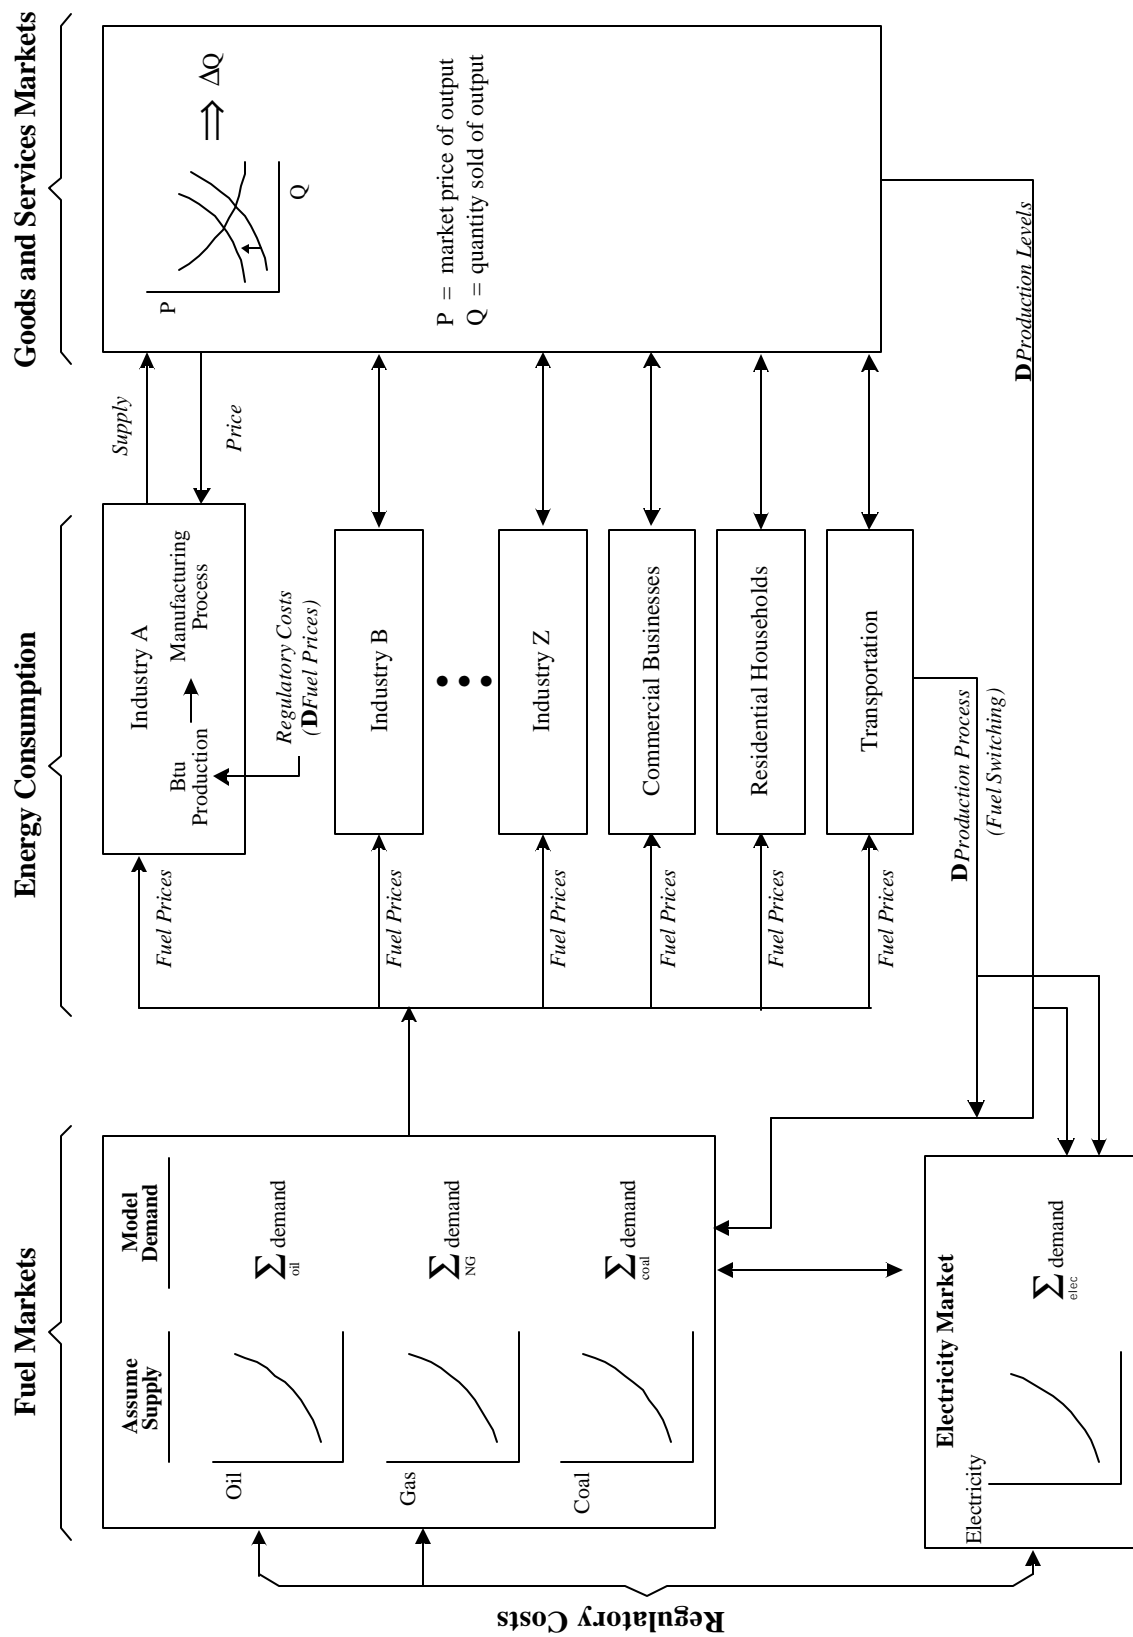 Fuel Markets
Energy Consumption
Goods and Services Markets
Regulatory Costs
Assume
Supply
Model
Demand
Oil
∑ demand
oil
Gas
∑ demand
NG
Coal
∑ demand
coal
Electricity Market
Electricity
∑ demand
elec
Fuel Prices
Industry A
Btu
Production
Manufacturing
Process
Regulatory Costs
(DFuel Prices)
Supply
Price
Fuel Prices
Industry B
Fuel Prices
Industry Z
Fuel Prices
Commercial Businesses
Fuel Prices
Residential Households
Fuel Prices
Transportation
DProduction Process
(Fuel Switching)
DProduction Levels
P
Q
⇒ ΔQ
P = market price of output
Q = quantity sold of output